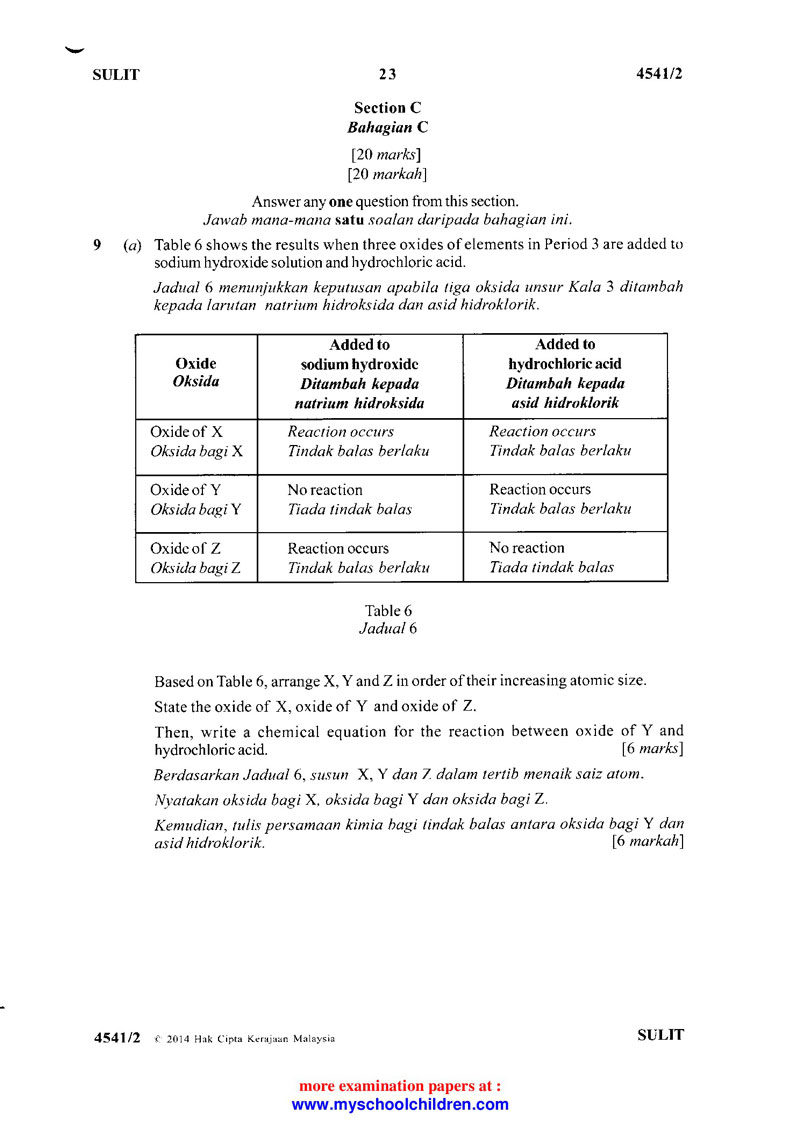 SULIT 23 4541/2
Section C
Bahagian C
[20 marks]
[20 markah]
Answer any one question from this section.
Jawab mana-mana satu soalan daripada bahagian ini.
9 (a) Table 6 shows the results when three oxides of elements in Period 3 are added to
sodium hydroxide solution and hydrochloric acid.
Jadual 6 menunjukkan keputusan apabila tiga oksida unsur Kala 3 ditambah
kepada larutan natrium hidroksida dan asid hidroklorik.
Oxide
Oksida
Added to
sodium hydroxide
Ditambah kepada
natrium hidroksida
Added to
hydrochloric acid
Ditambah kepada
asid hidroklorik
Oxide of X Reaction occurs Reaction occurs
Oksida bagi X Tindak balas berlaku Tindak balas berlaku
Oxide of Y No reaction Reaction occurs
Oksida bagi Y Tiada tindak balas Tindak balas berlaku
Oxide of Z Reaction occurs No reaction
Oksida bagi Z Tindak balas berlaku Tiada tindak balas
Table 6
Jadual 6
Based on Table 6, arrange X, Y and Z in order of their increasing atomic size.
State the oxide of X, oxide of Y and oxide of Z.
Then, write a chemical equation for the reaction between oxide of Y and
hydrochloric acid. [6 marks]
Berdasarkan Jadual 6, susun X, Y dan Z dalam tertib menaik saiz atom.
Nyatakan oksida bagi X, oksida bagi Y dan oksida bagi Z.
Kemudian, tulis persamaan kimia bagi tindak balas antara oksida bagi Y dan
asid hidroklorik. [6 markah]
4541/2 © 2014 Hak Cipta Kerajaan Malaysia SULIT
more examination papers at :
www.myschoolchildren.com